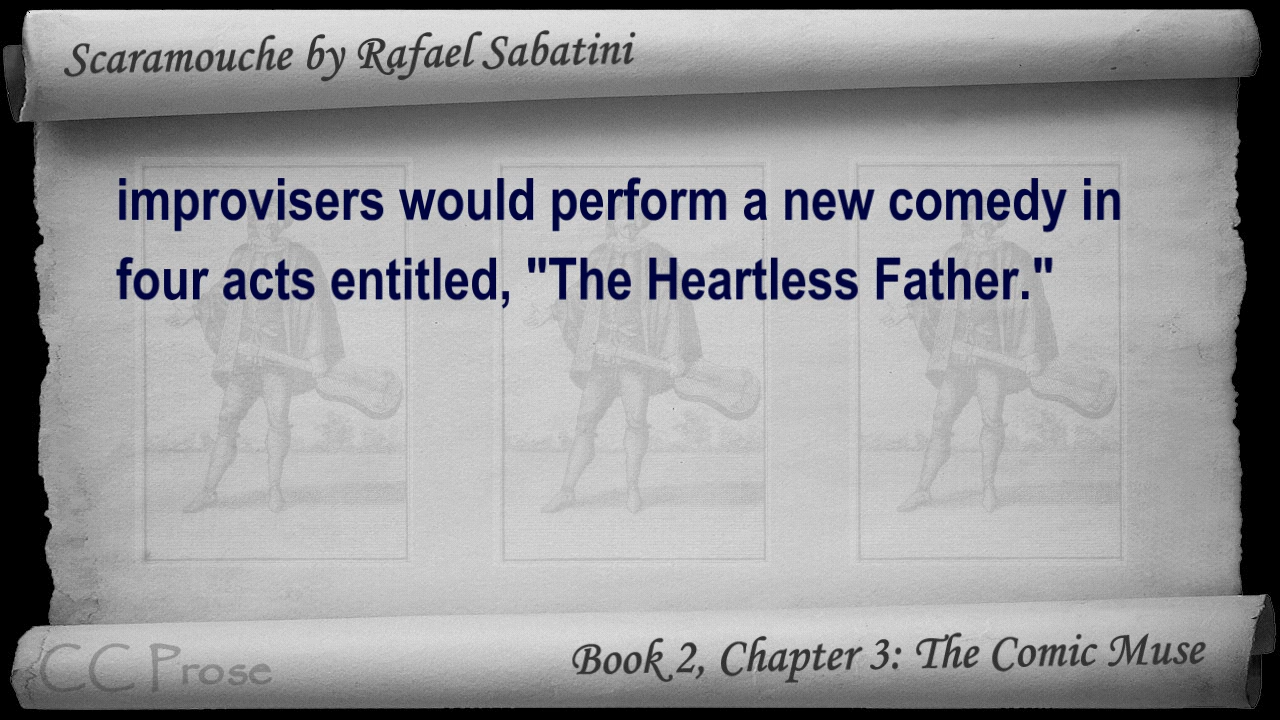 Scaramouche by Rafael Sabatini
improvisers would perform a new comedy in
four acts entitled, "The Heartless Father."
CC Prose
Book 2, Chapter 3: The Comic Muse